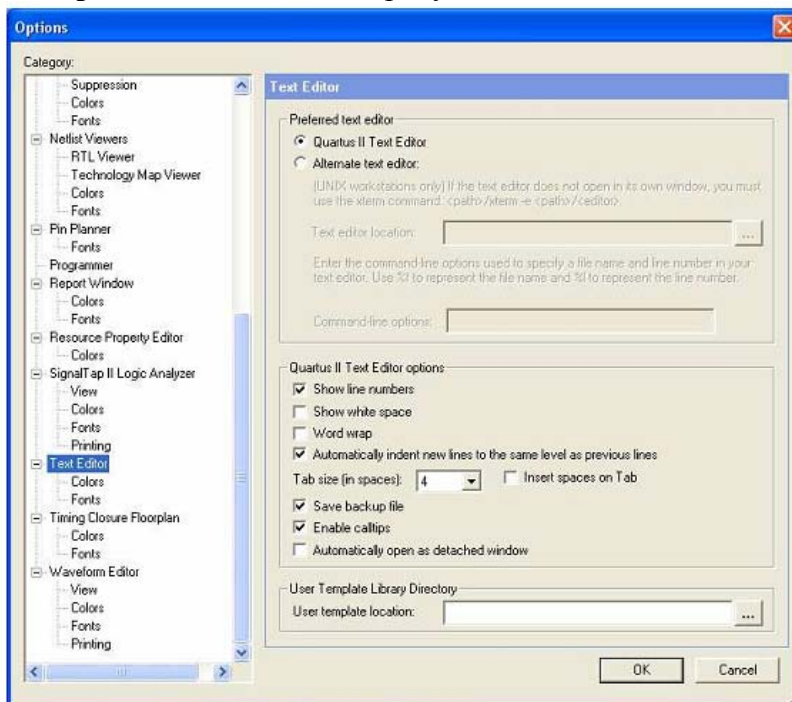 Options
Category:
Suppression
Colors
Fonts
Netlist Viewers
RTL Viewer
Technology Map Viewer
Colors
Fonts
Pin Planner
Fonts
Programmer
Report Window
Colors
Fonts
Resource Property Editor
Colors
SignalTap II Logic Analyzer
View
Colors
Fonts
Printing
Text Editor
Colors
Fonts
Timing Closure Floorplan
Colors
Fonts
Waveform Editor
View
Colors
Fonts
Printing
Text Editor
Preferred text editor
Quartus II Text Editor
Alternate text editor:
(UNIX workstations only) If the text editor does not open in its own window, you must
use the xterm command: <path>/xterm -e <path>/<editor>.
Text editor location:
...
Enter the command-line options used to specify a file name and line number in your
text editor. Use %f to represent the file name and %l to represent the line number.
Command-line options:
Quartus II Text Editor options
Show line numbers
Show white space
Word wrap
Automatically indent new lines to the same level as previous lines
Tab size (in spaces): 4 Insert spaces on Tab
Save backup file
Enable calltips
Automatically open as detached window
User Template Library Directory
User template location:
...
OK Cancel